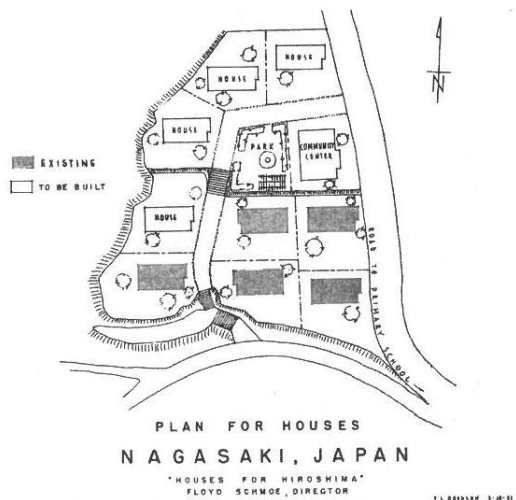 HOUSE
HOUSE
N
HOUSE
PARK
COMMUNITY
CENTER
EXISTING
TO BE BUILT
HOUSE
ROAD TO PRIMARY SCHOOL
PLAN FOR HOUSES
NAGASAKI, JAPAN
"HOUSES FOR HIROSHIMA"
FLOYD SCHMOE, DIRECTOR